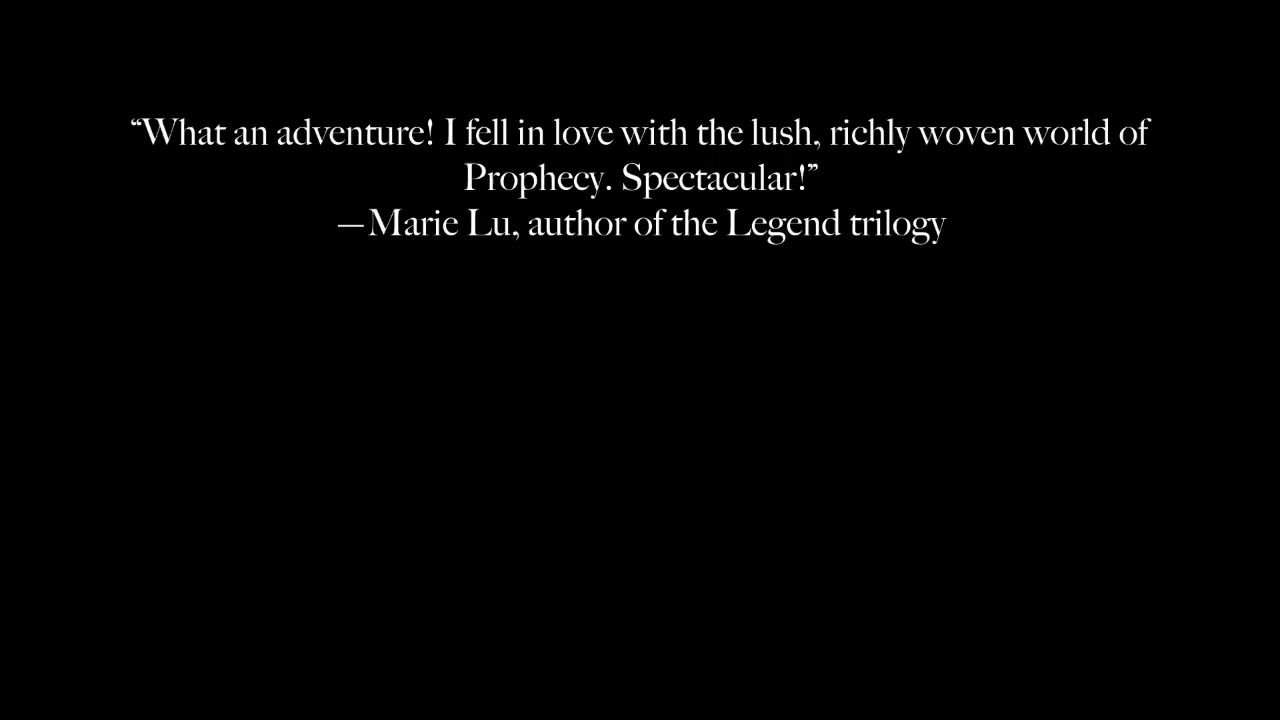 “What an adventure! I fell in love with the lush, richly woven world of
Prophecy. Spectacular!”
—Marie Lu, author of the Legend trilogy